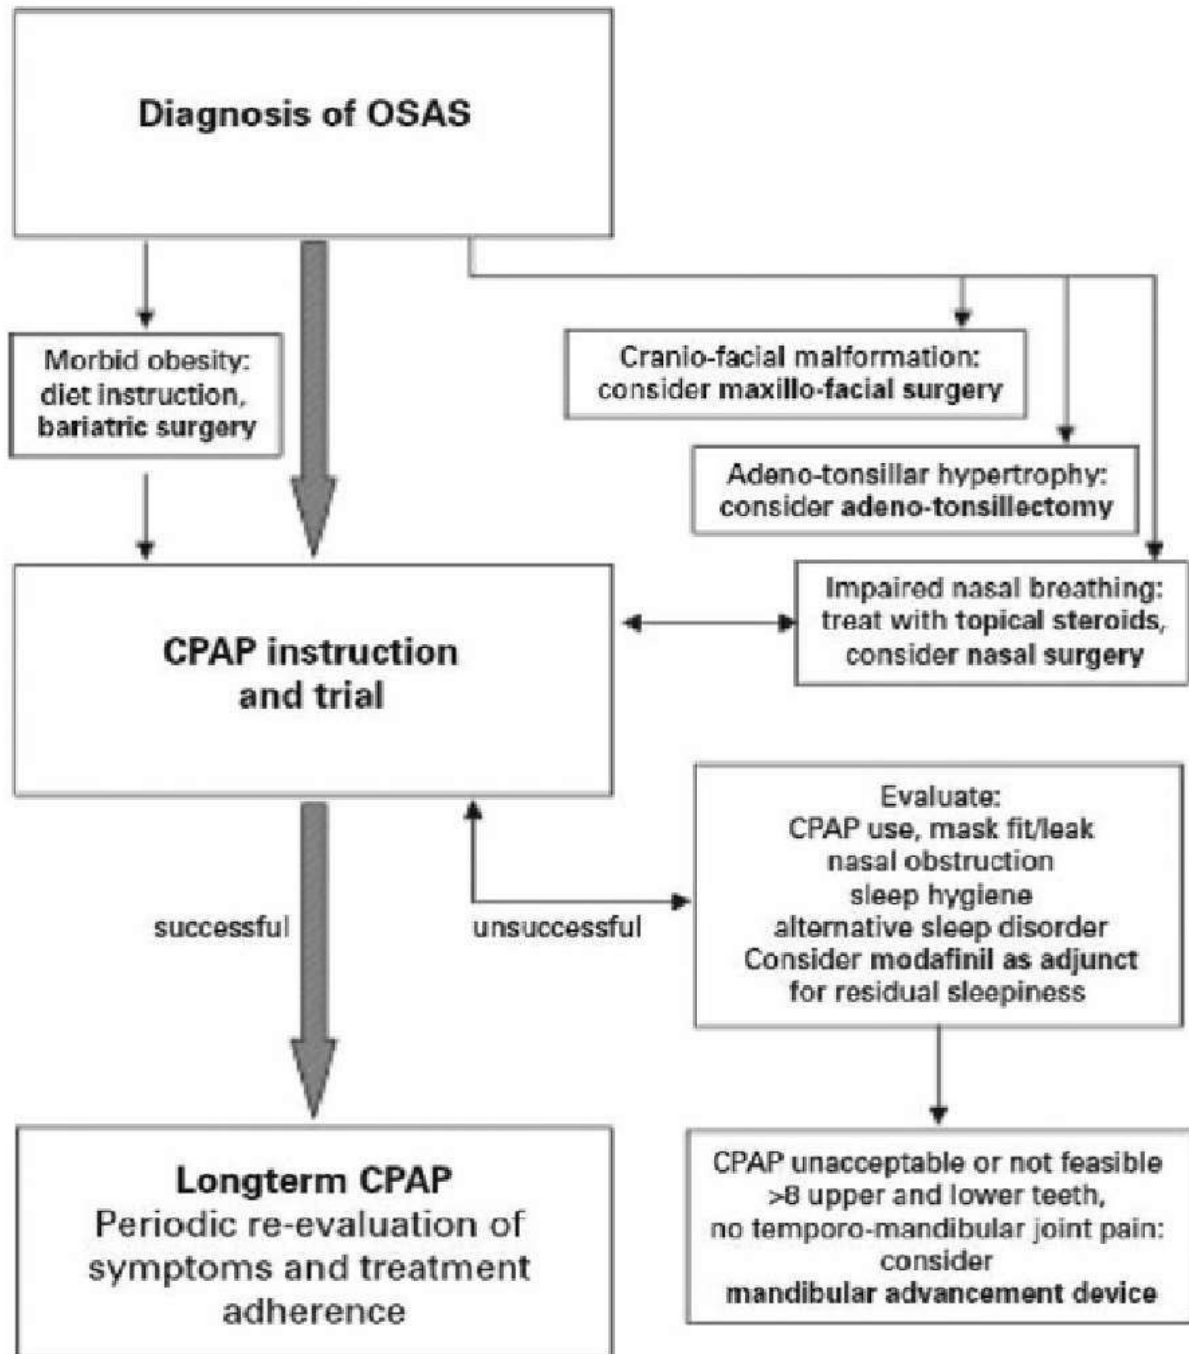 Diagnosis of OSAS
Morbid obesity:
diet instruction,
bariatric surgery
Cranio-facial malformation:
consider maxillo-facial surgery
Adeno-tonsillar hypertrophy:
consider adeno-tonsillectomy
Impaired nasal breathing:
treat with topical steroids,
consider nasal surgery
CPAP instruction
and trial
Evaluate:
CPAP use, mask fit/leak
nasal obstruction
sleep hygiene
alternative sleep disorder
Consider modafinil as adjunct
for residual sleepiness
successful
unsuccessful
Longterm CPAP
Periodic re-evaluation of
symptoms and treatment
adherence
CPAP unacceptable or not feasible
>8 upper and lower teeth,
no temporo-mandibular joint pain:
consider
mandibular advancement device